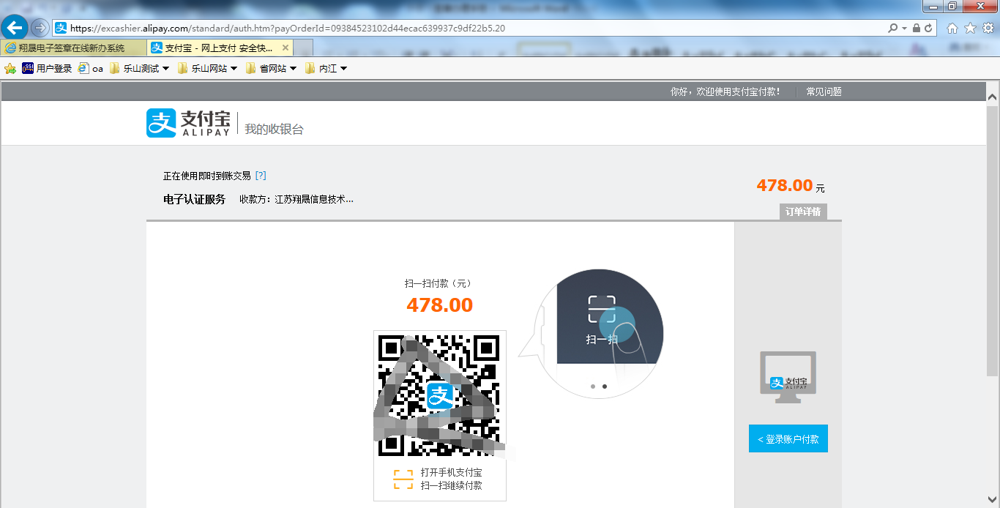 https://excashier.alipay.com/standard/auth.htm?payOrderId=09384523102d44ecac639937c9df22b5.20
翔晟电子签章在线新办系统
支付宝 - 网上支付 安全快...
用户登录
oa
乐山测试
乐山网站
省网站
内江
你好，欢迎使用支付宝付款！
常见问题
支付宝
ALIPAY
我的收银台
正在使用即时到账交易 [?]
478.00 元
电子认证服务 收款方：江苏翔晟信息技术...
订单详情
扫一扫付款（元）
478.00
扫一扫
支付宝
ALIPAY
< 登录账户付款
打开手机支付宝
扫一扫继续付款